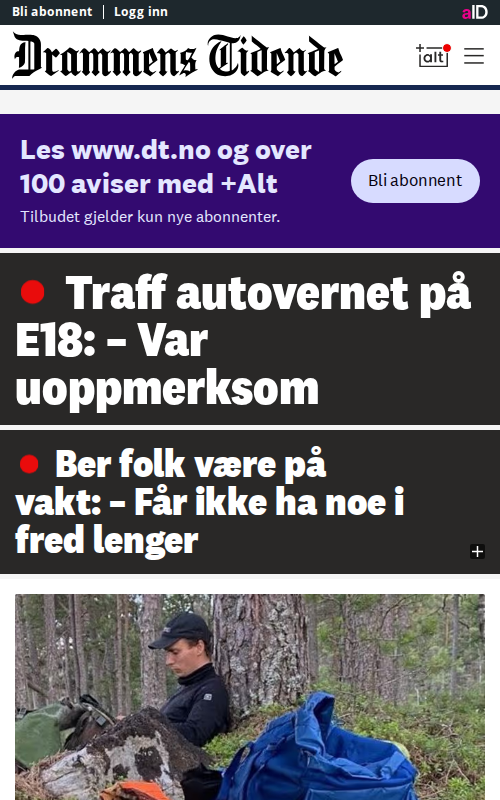 Bli abonnent
Logg inn
aID
Drammens Tidende
+alt
Les www.dt.no og over
100 aviser med +Alt
Tilbudet gjelder kun nye abonnenter.
Bli abonnent
Traff autovernet på
E18: – Var
uoppmerksom
Ber folk være på
vakt: – Får ikke ha noe i
fred lenger